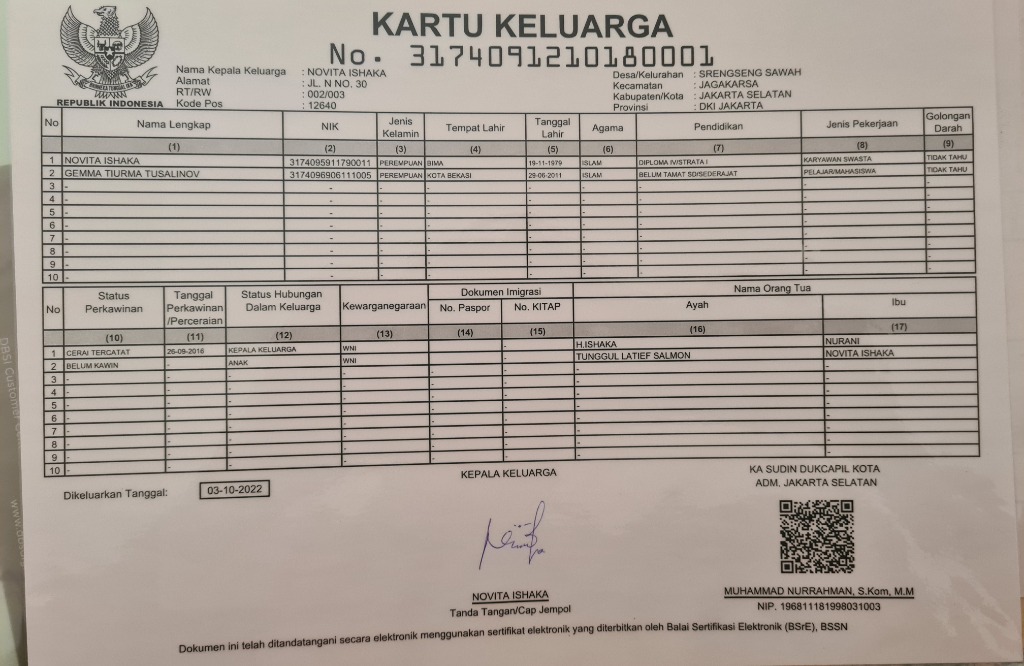 KARTU KELUARGA
No. 3174091210180001
REPUBLIK INDONESIA
Nama Kepala Keluarga : NOVITA ISHAKA
Alamat : JL. N NO. 30
RT/RW : 002/003
Kode Pos : 12640
Desa/Kelurahan : SRENGSENG SAWAH
Kecamatan : JAGAKARSA
Kabupaten/Kota : JAKARTA SELATAN
Provinsi : DKI JAKARTA
No Nama Lengkap NIK Jenis Kelamin Tempat Lahir Tanggal Lahir Agama Pendidikan Jenis Pekerjaan Golongan Darah
(1) (2) (3) (4) (5) (6) (7) (8) (9)
1 NOVITA ISHAKA 3174095911790011 PEREMPUAN BIMA 19-11-1979 ISLAM DIPLOMA IV/STRATA I KARYAWAN SWASTA TIDAK TAHU
2 GEMMA TIURMA TUSALINOV 3174096906111005 PEREMPUAN KOTA BEKASI 29-06-2011 ISLAM BELUM TAMAT SD/SEDERAJAT PELAJAR/MAHASISWA TIDAK TAHU
3 - - - - - - - - -
4 - - - - - - - - -
5 - - - - - - - - -
6 - - - - - - - - -
7 - - - - - - - - -
8 - - - - - - - - -
9 - - - - - - - - -
10 - - - - - - - - -
No Status Perkawinan Tanggal Perkawinan /Perceraian Status Hubungan Dalam Keluarga Kewarganegaraan Dokumen Imigrasi Nama Orang Tua
No. Paspor No. KITAP Ayah Ibu
(10) (11) (12) (13) (14) (15) (16) (17)
1 CERAI TERCATAT 26-09-2016 KEPALA KELUARGA WNI - H.ISHAKA NURANI
2 BELUM KAWIN - ANAK WNI - TUNGGUL LATIEF SALMON NOVITA ISHAKA
3 - - - - - - - -
4 - - - - - - - -
5 - - - - - - - -
6 - - - - - - - -
7 - - - - - - - -
8 - - - - - - - -
9 - - - - - - - -
10 - - - - - - - -
Dikeluarkan Tanggal: 03-10-2022
KEPALA KELUARGA
NOVITA ISHAKA
Tanda Tangan/Cap Jempol
KA SUDIN DUKCAPIL KOTA
ADM. JAKARTA SELATAN
MUHAMMAD NURRAHMAN, S.Kom, M.M
NIP. 196811181998031003
Dokumen ini telah ditandatangani secara elektronik menggunakan sertifikat elektronik yang diterbitkan oleh Balai Sertifikasi Elektronik (BSrE), BSSN